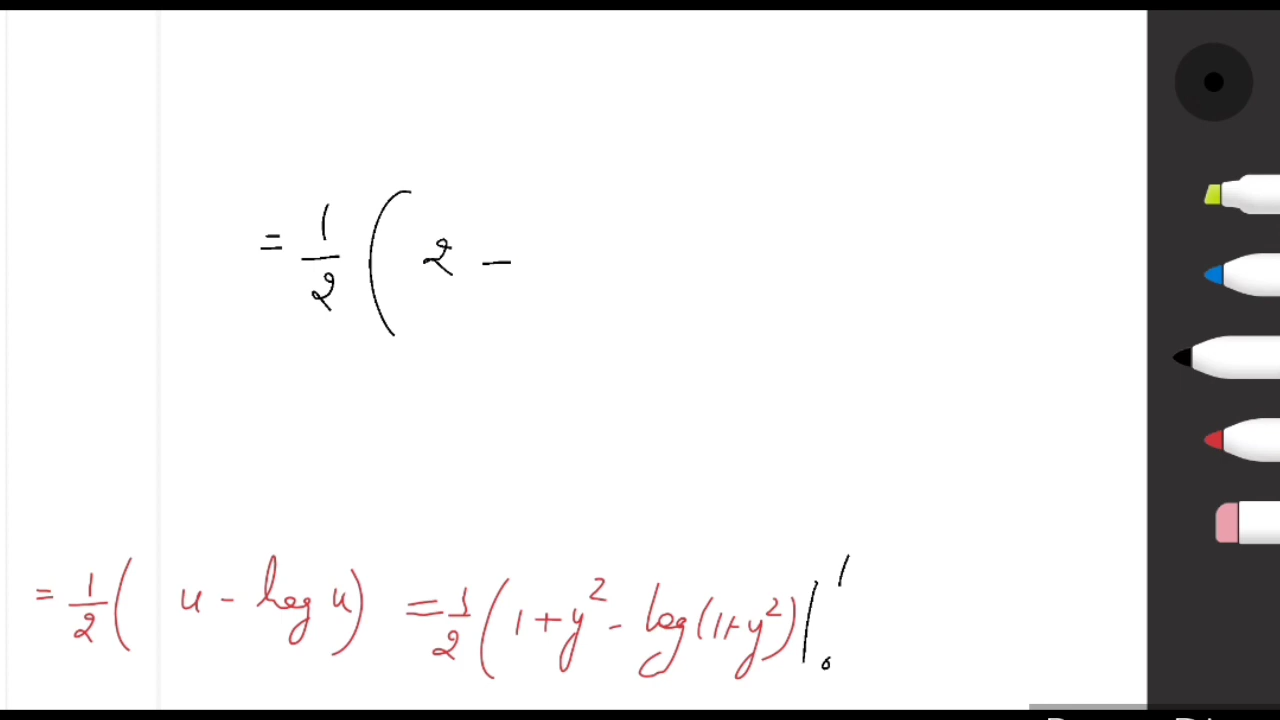 = 1/2 ( 2 -
= 1/2 ( u - log u) = 1/2 (1+y² - log(1+y²) |₀¹